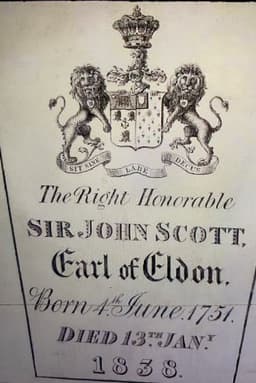 SIT SINE LABE DECUS
The Right Honorable
SIR JOHN SCOTT,
Earl of Eldon,
Born 4th June, 1751.
DIED 13TH JANY
1838.